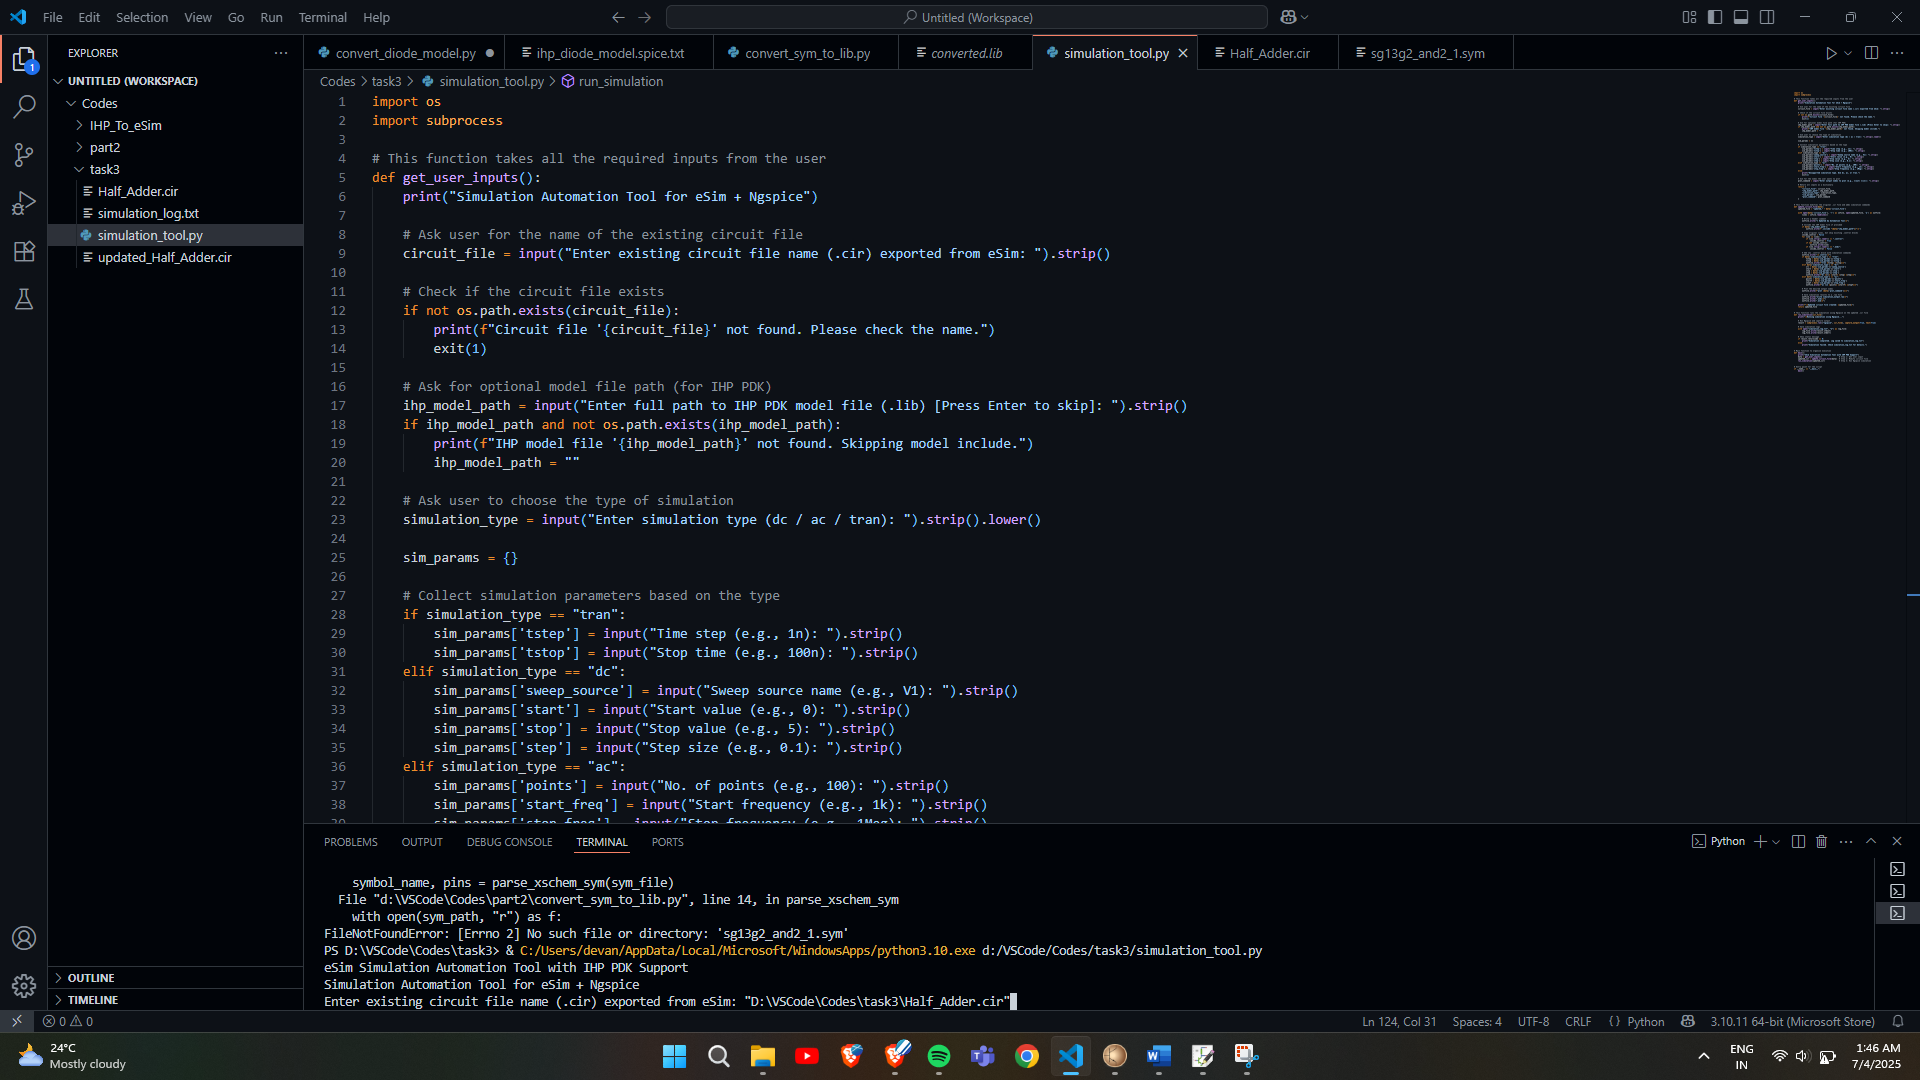 File Edit Selection View Go Run Terminal Help
Untitled (Workspace)
EXPLORER
1
UNTITLED (WORKSPACE)
Codes
IHP_To_eSim
part2
task3
Half_Adder.cir
simulation_log.txt
simulation_tool.py
updated_Half_Adder.cir
OUTLINE
TIMELINE
convert_diode_model.py ihp_diode_model.spice.txt convert_sym_to_lib.py converted.lib simulation_tool.py Half_Adder.cir sg13g2_and2_1.sym
Codes > task3 > simulation_tool.py > run_simulation
1 import os
2 import subprocess
3
4 # This function takes all the required inputs from the user
5 def get_user_inputs():
6 print("Simulation Automation Tool for eSim + Ngspice")
7
8 # Ask user for the name of the existing circuit file
9 circuit_file = input("Enter existing circuit file name (.cir) exported from eSim: ").strip()
10
11 # Check if the circuit file exists
12 if not os.path.exists(circuit_file):
13 print(f"Circuit file '{circuit_file}' not found. Please check the name.")
14 exit(1)
15
16 # Ask for optional model file path (for IHP PDK)
17 ihp_model_path = input("Enter full path to IHP PDK model file (.lib) [Press Enter to skip]: ").strip()
18 if ihp_model_path and not os.path.exists(ihp_model_path):
19 print(f"IHP model file '{ihp_model_path}' not found. Skipping model include.")
20 ihp_model_path = ""
21
22 # Ask user to choose the type of simulation
23 simulation_type = input("Enter simulation type (dc / ac / tran): ").strip().lower()
24
25 sim_params = {}
26
27 # Collect simulation parameters based on the type
28 if simulation_type == "tran":
29 sim_params['tstep'] = input("Time step (e.g., 1n): ").strip()
30 sim_params['tstop'] = input("Stop time (e.g., 100n): ").strip()
31 elif simulation_type == "dc":
32 sim_params['sweep_source'] = input("Sweep source name (e.g., V1): ").strip()
33 sim_params['start'] = input("Start value (e.g., 0): ").strip()
34 sim_params['stop'] = input("Stop value (e.g., 5): ").strip()
35 sim_params['step'] = input("Step size (e.g., 0.1): ").strip()
36 elif simulation_type == "ac":
37 sim_params['points'] = input("No. of points (e.g., 100): ").strip()
38 sim_params['start_freq'] = input("Start frequency (e.g., 1k): ").strip()
39 sim_params['stop_freq'] = input("Stop frequency (e.g., 1Meg): ").strip()
PROBLEMS OUTPUT DEBUG CONSOLE TERMINAL PORTS
Python
symbol_name, pins = parse_xschem_sym(sym_file)
File "d:\VSCode\Codes\part2\convert_sym_to_lib.py", line 14, in parse_xschem_sym
with open(sym_path, "r") as f:
FileNotFoundError: [Errno 2] No such file or directory: 'sg13g2_and2_1.sym'
PS D:\VSCode\Codes\task3> & C:/Users/devan/AppData/Local/Microsoft/WindowsApps/python3.10.exe d:/VSCode/Codes/task3/simulation_tool.py
eSim Simulation Automation Tool with IHP PDK Support
Simulation Automation Tool for eSim + Ngspice
Enter existing circuit file name (.cir) exported from eSim: "D:\VSCode\Codes\task3\Half_Adder.cir"
0 0
Ln 124, Col 31 Spaces: 4 UTF-8 CRLF {} Python 3.10.11 64-bit (Microsoft Store)
24°C
Mostly cloudy
ENG
IN
1:46 AM
7/4/2025